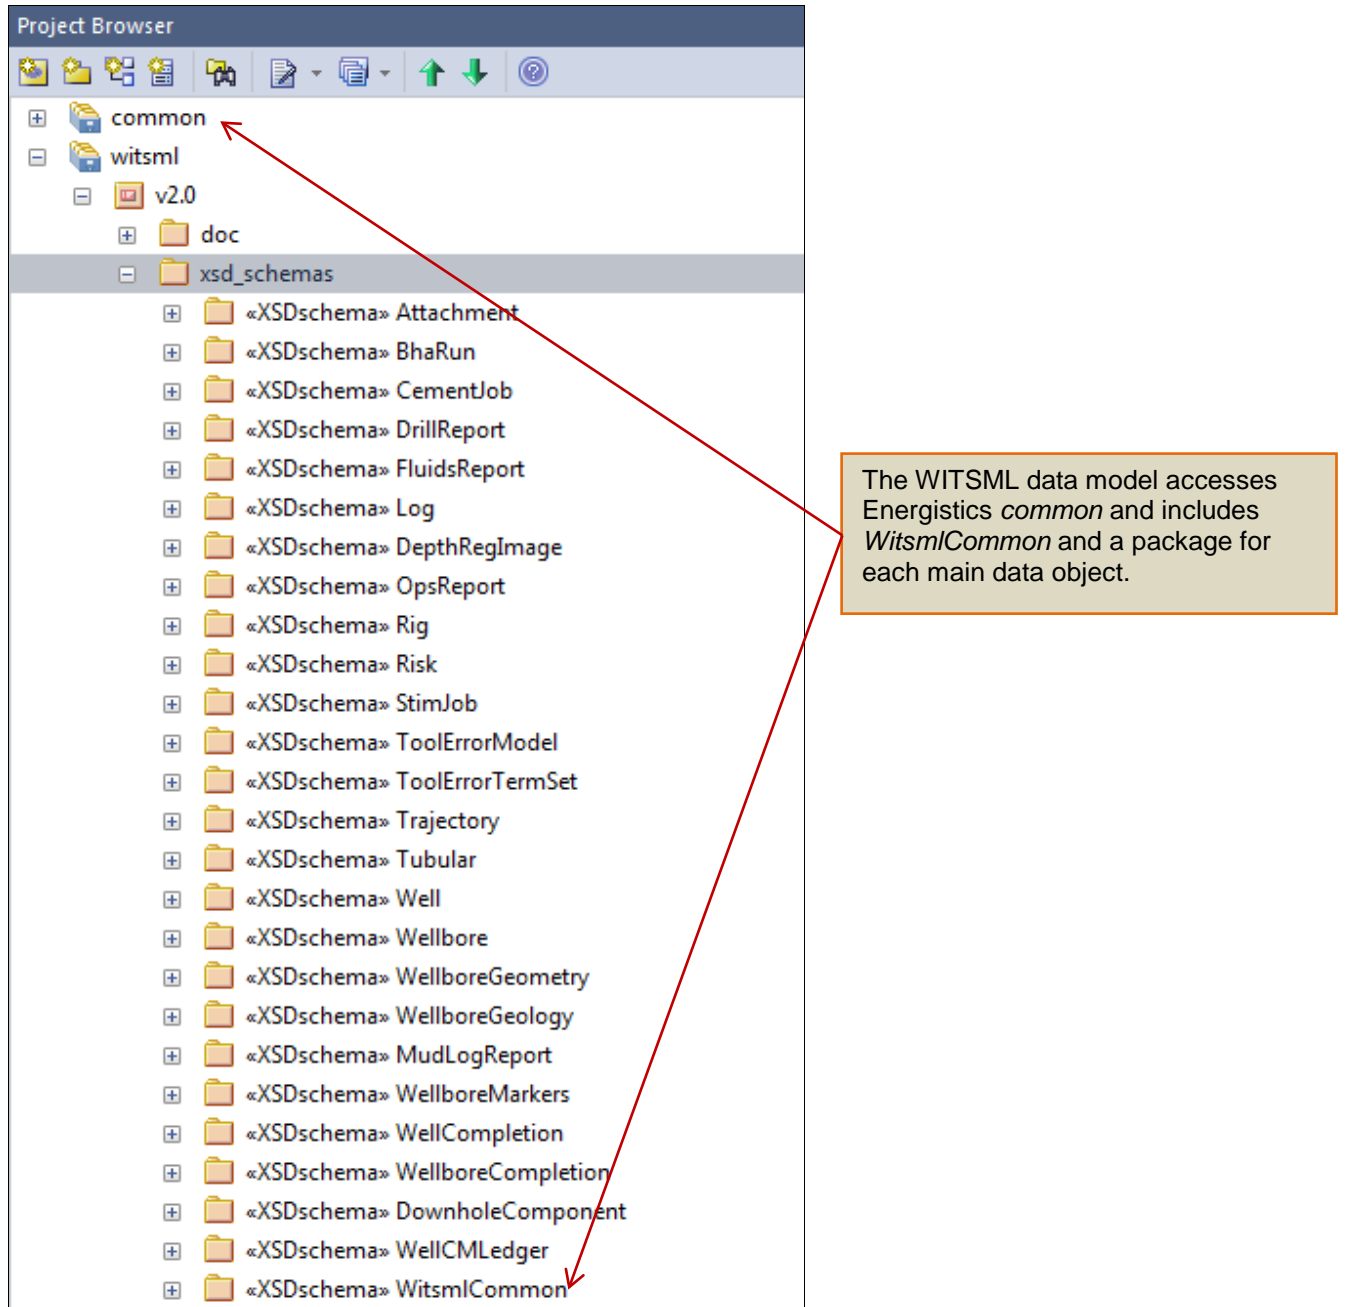 Project Browser
common
witsml
v2.0
doc
xsd_schemas
«XSDschema» Attachment
«XSDschema» BhaRun
«XSDschema» CementJob
«XSDschema» DrillReport
«XSDschema» FluidsReport
«XSDschema» Log
«XSDschema» DepthRegImage
«XSDschema» OpsReport
«XSDschema» Rig
«XSDschema» Risk
«XSDschema» StimJob
«XSDschema» ToolErrorModel
«XSDschema» ToolErrorTermSet
«XSDschema» Trajectory
«XSDschema» Tubular
«XSDschema» Well
«XSDschema» Wellbore
«XSDschema» WellboreGeometry
«XSDschema» WellboreGeology
«XSDschema» MudLogReport
«XSDschema» WellboreMarkers
«XSDschema» WellCompletion
«XSDschema» WellboreCompletion
«XSDschema» DownholeComponent
«XSDschema» WellCMLedger
«XSDschema» WitsmlCommon
The WITSML data model accesses
Energistics common and includes
WitsmlCommon and a package for
each main data object.